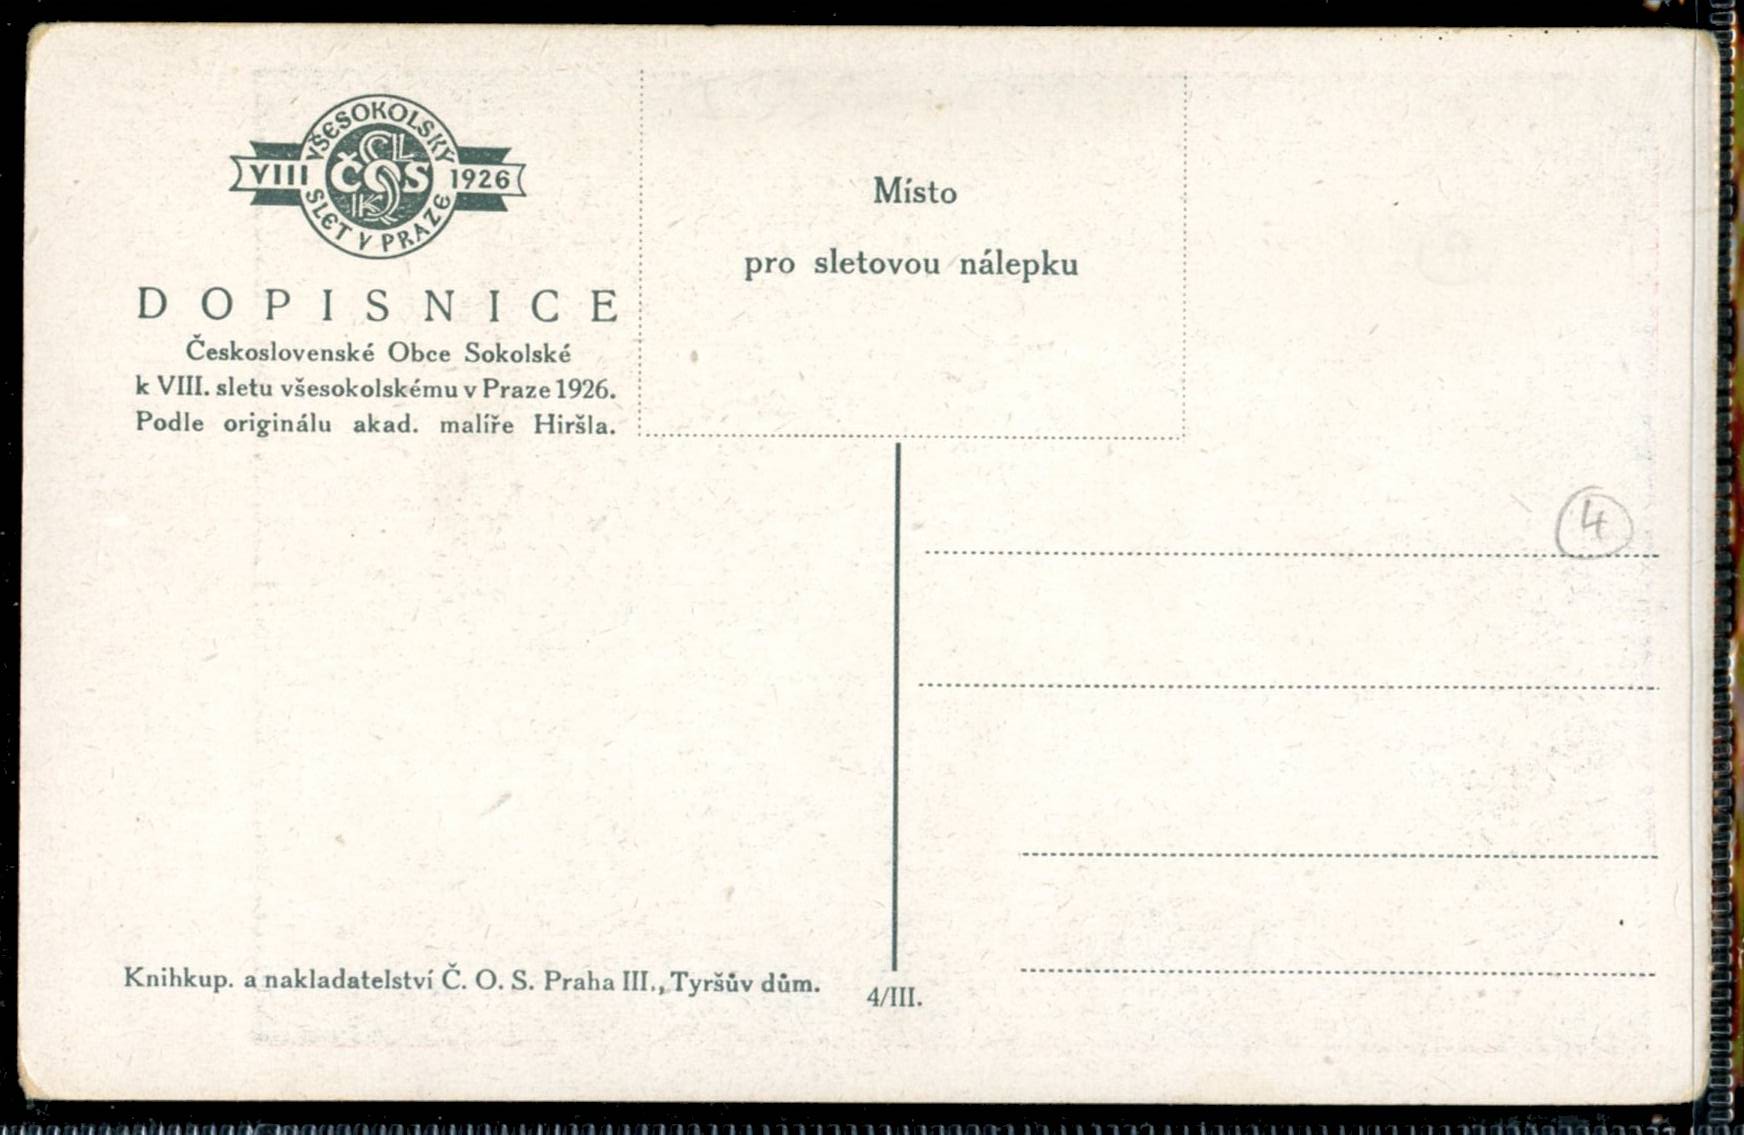 VŠESOKOLSKÝ
VIII ČOS 1926
SLET V PRAZE
Místo
pro sletovou nálepku
DOPISNICE
Československé Obce Sokolské
k VIII. sletu všesokolskému v Praze 1926.
Podle originálu akad. malíře Hiršla.
4
Knihkup. a nakladatelství Č. O. S. Praha III., Tyršův dům.
4/III.